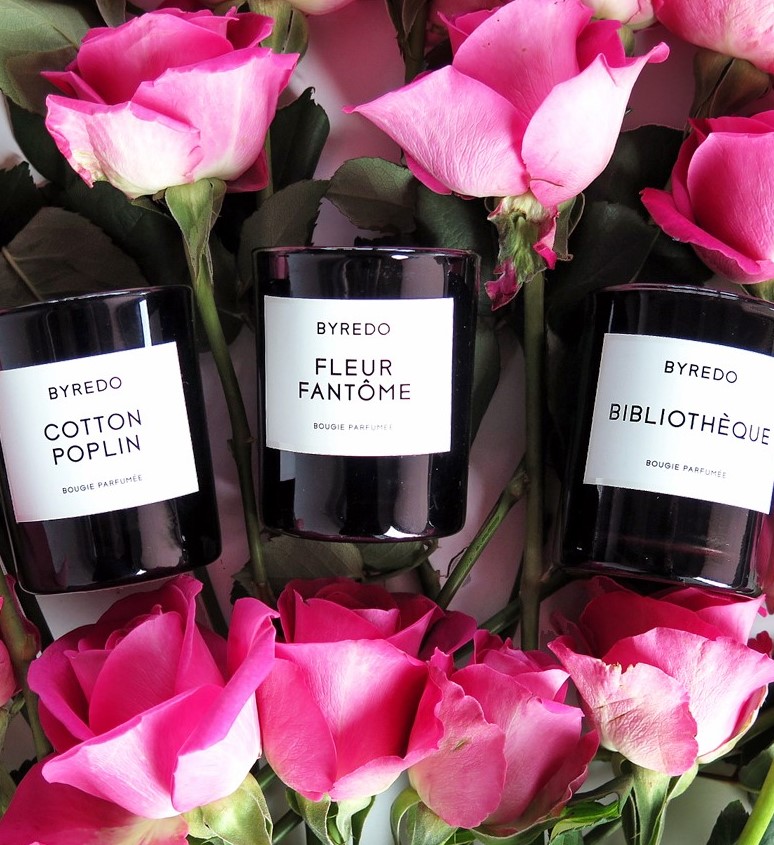 BYREDO
COTTON
POPLIN
BOUGIE PARFUMÉE
BYREDO
FLEUR
FANTÔME
BOUGIE PARFUMÉE
BYREDO
BIBLIOTHÈQUE
BOUGIE PARFUMÉE